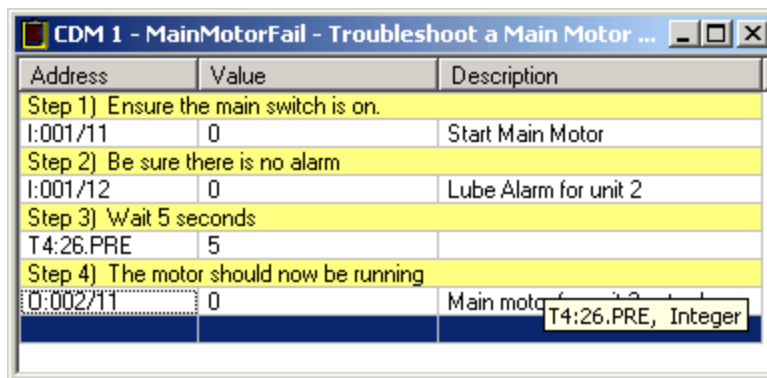 CDM 1 - MainMotorFail - Troubleshoot a Main Motor ...
Address Value Description
Step 1) Ensure the main switch is on.
I:001/11 0 Start Main Motor
Step 2) Be sure there is no alarm
I:001/12 0 Lube Alarm for unit 2
Step 3) Wait 5 seconds
T4:26.PRE 5
Step 4) The motor should now be running
O:002/11 0 Main
T4:26.PRE, Integer